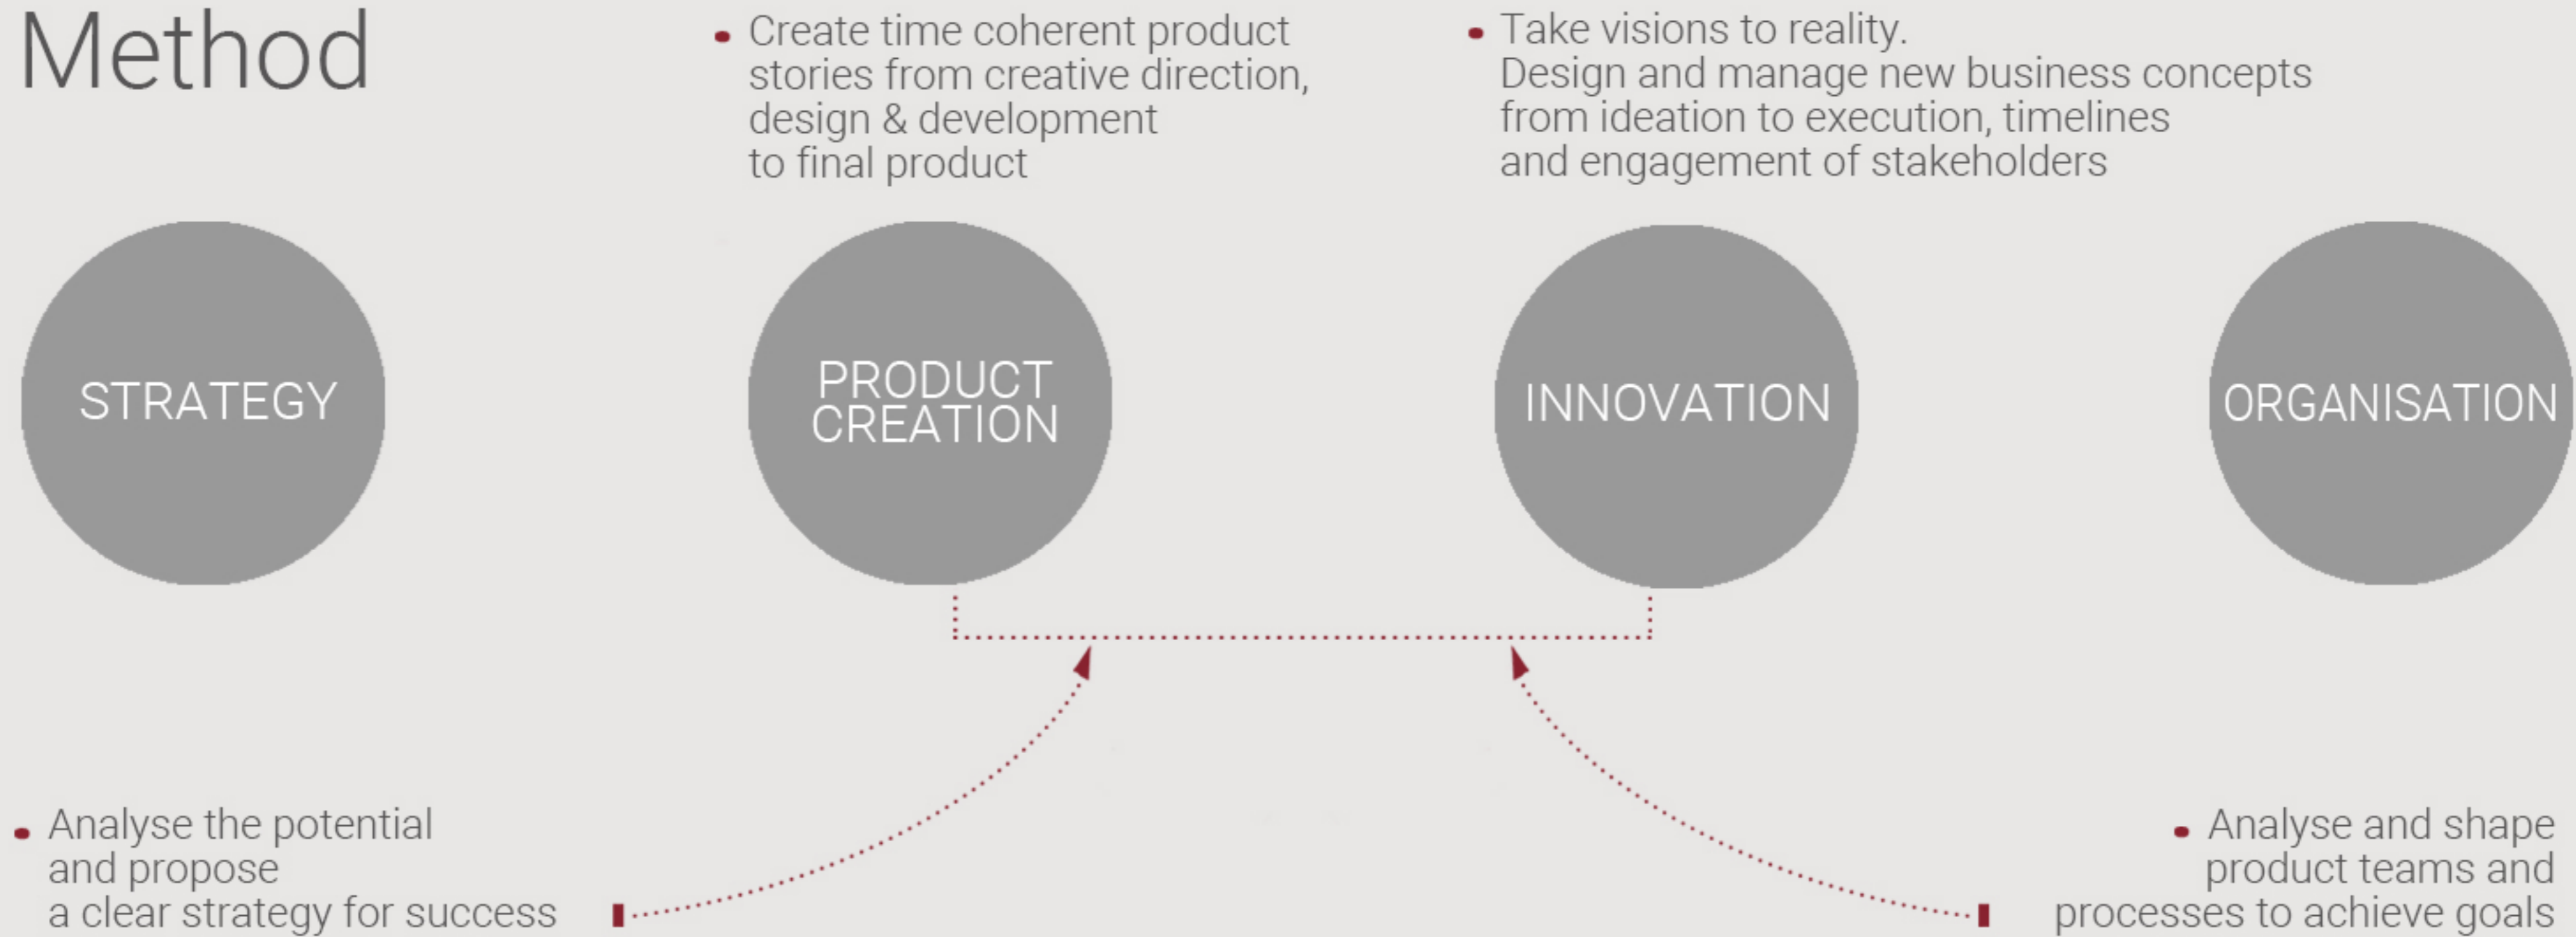 Method
• Create time coherent product
stories from creative direction,
design & development
to final product
• Take visions to reality.
Design and manage new business concepts
from ideation to execution, timelines
and engagement of stakeholders
STRATEGY
PRODUCT
CREATION
INNOVATION
ORGANISATION
• Analyse the potential
and propose
a clear strategy for success
• Analyse and shape
product teams and
processes to achieve goals